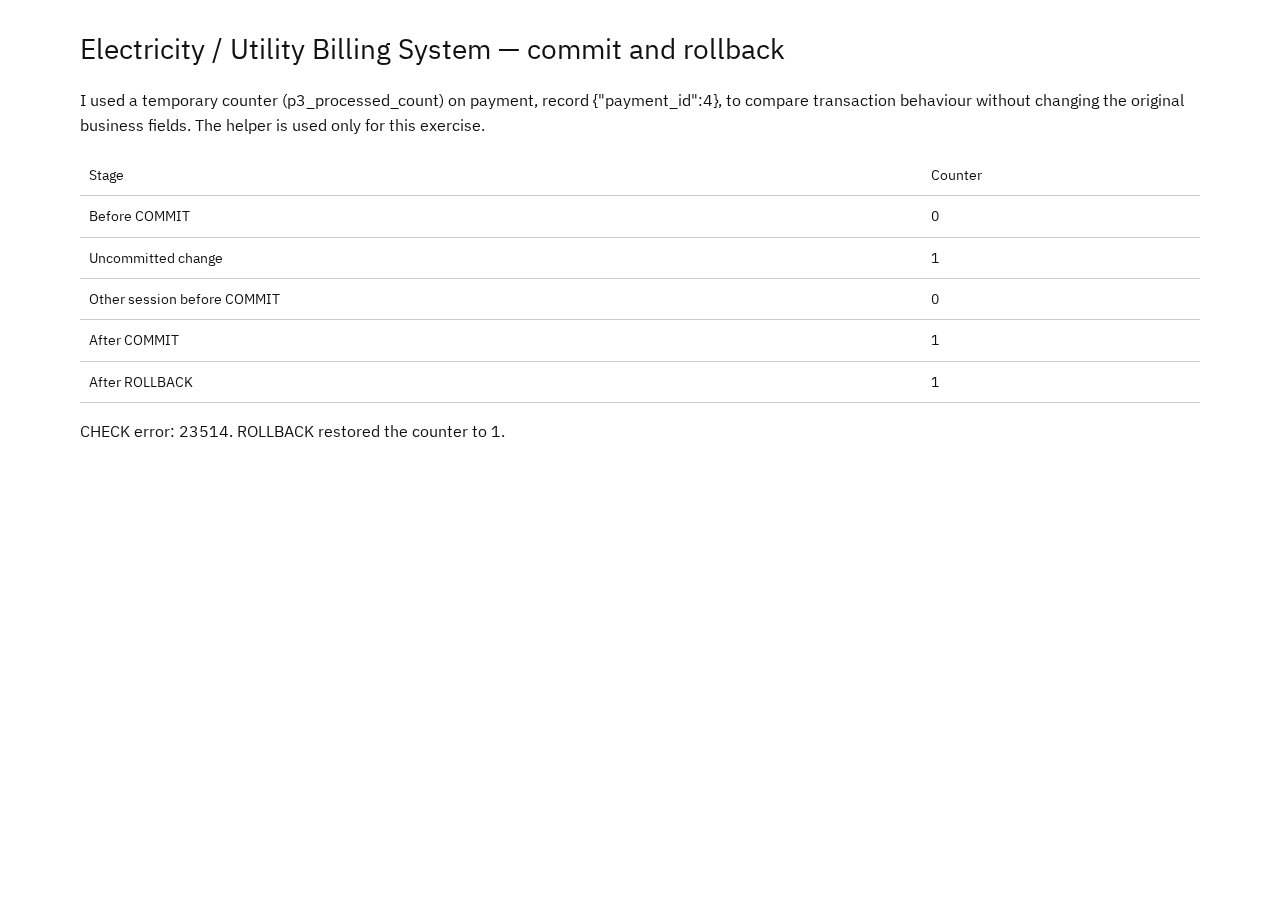 Electricity / Utility Billing System — commit and rollback
I used a temporary counter (p3_processed_count) on payment, record {"payment_id":4}, to compare transaction behaviour without changing the original
business fields. The helper is used only for this exercise.
Stage Counter
Before COMMIT 0
Uncommitted change 1
Other session before COMMIT 0
After COMMIT 1
After ROLLBACK 1
CHECK error: 23514. ROLLBACK restored the counter to 1.